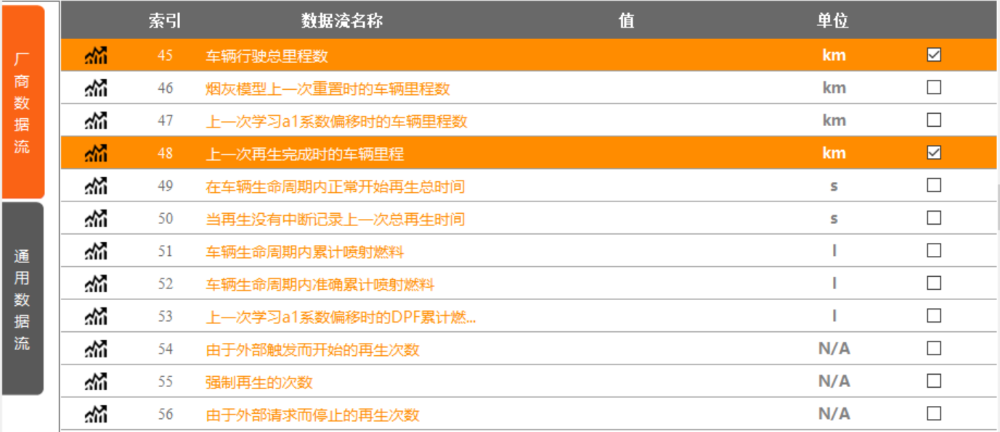 厂商数据流
通用数据流
索引 数据流名称 值 单位
45 车辆行驶总里程数 km
46 烟灰模型上一次重置时的车辆里程数 km
47 上一次学习a1系数偏移时的车辆里程数 km
48 上一次再生完成时的车辆里程 km
49 在车辆生命周期内正常开始再生总时间 s
50 当再生没有中断记录上一次总再生时间 s
51 车辆生命周期内累计喷射燃料 l
52 车辆生命周期内准确累计喷射燃料 l
53 上一次学习a1系数偏移时的DPF累计燃... l
54 由于外部触发而开始的再生次数 N/A
55 强制再生的次数 N/A
56 由于外部请求而停止的再生次数 N/A